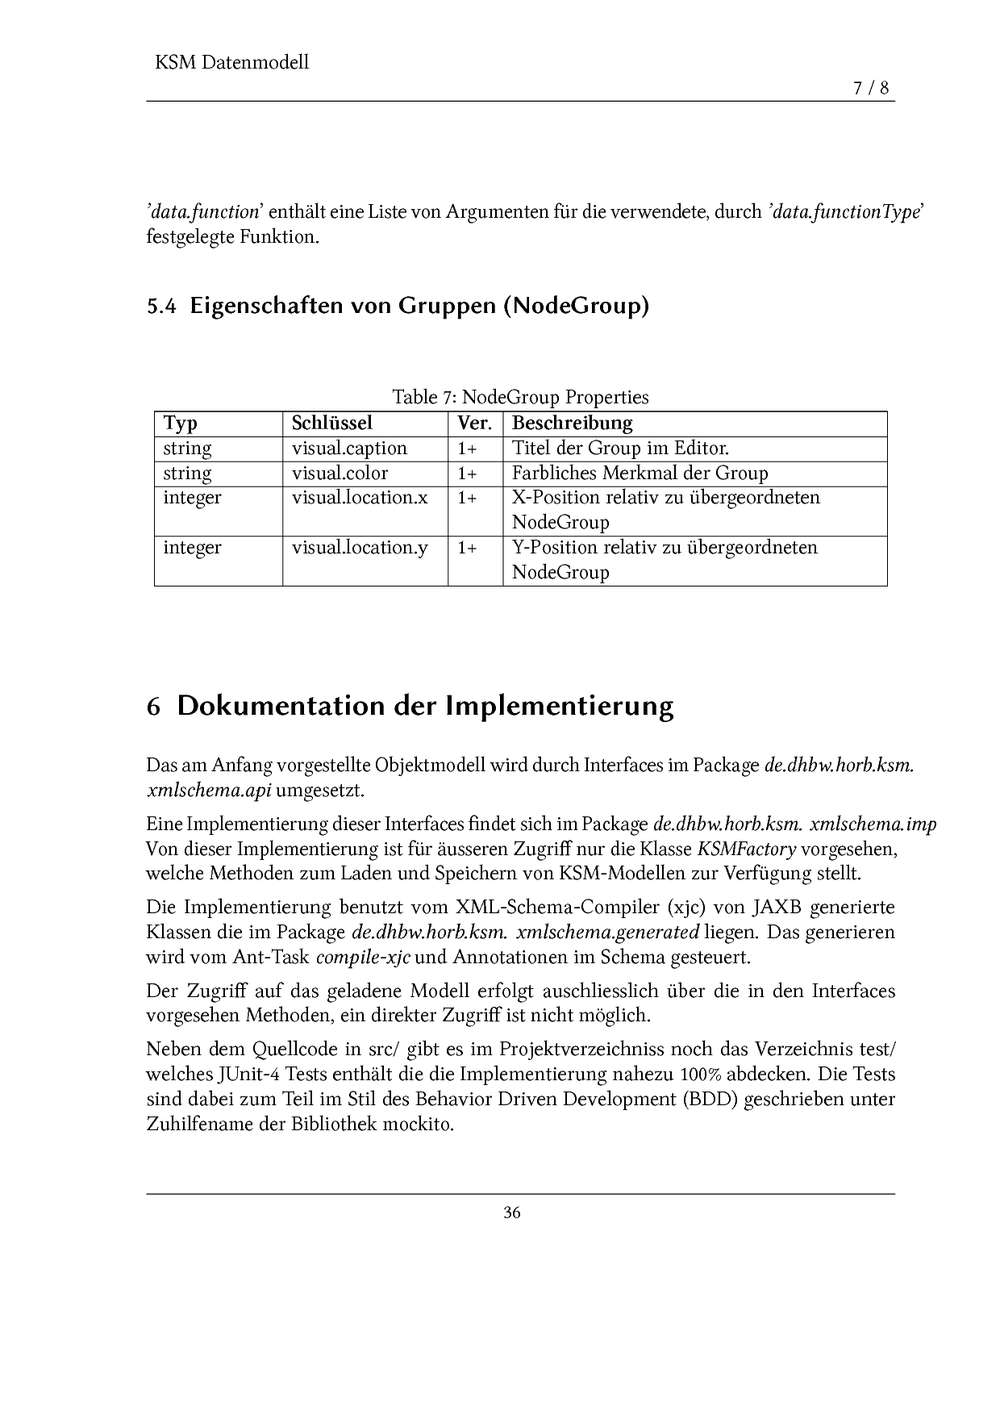 KSM Datenmodell
7 / 8
’data.function’ enthält eine Liste von Argumenten für die verwendete, durch ’data.functionType’
festgelegte Funktion.
5.4 Eigenschaften von Gruppen (NodeGroup)
Table 7: NodeGroup Properties
Typ Schlüssel Ver. Beschreibung
string visual.caption 1+ Titel der Group im Editor.
string visual.color 1+ Farbliches Merkmal der Group
integer visual.location.x 1+ X-Position relativ zu übergeordneten
NodeGroup
integer visual.location.y 1+ Y-Position relativ zu übergeordneten
NodeGroup
6 Dokumentation der Implementierung
Das am Anfang vorgestellte Objektmodell wird durch Interfaces im Package de.dhbw.horb.ksm.
xmlschema.api umgesetzt.
Eine Implementierung dieser Interfaces findet sich im Package de.dhbw.horb.ksm. xmlschema.imp
Von dieser Implementierung ist für äusseren Zugriff nur die Klasse KSMFactory vorgesehen,
welche Methoden zum Laden und Speichern von KSM-Modellen zur Verfügung stellt.
Die Implementierung benutzt vom XML-Schema-Compiler (xjc) von JAXB generierte
Klassen die im Package de.dhbw.horb.ksm. xmlschema.generated liegen. Das generieren
wird vom Ant-Task compile-xjc und Annotationen im Schema gesteuert.
Der Zugriff auf das geladene Modell erfolgt auschliesslich über die in den Interfaces
vorgesehen Methoden, ein direkter Zugriff ist nicht möglich.
Neben dem Quellcode in src/ gibt es im Projektverzeichniss noch das Verzeichnis test/
welches JUnit-4 Tests enthält die die Implementierung nahezu 100% abdecken. Die Tests
sind dabei zum Teil im Stil des Behavior Driven Development (BDD) geschrieben unter
Zuhilfename der Bibliothek mockito.
36